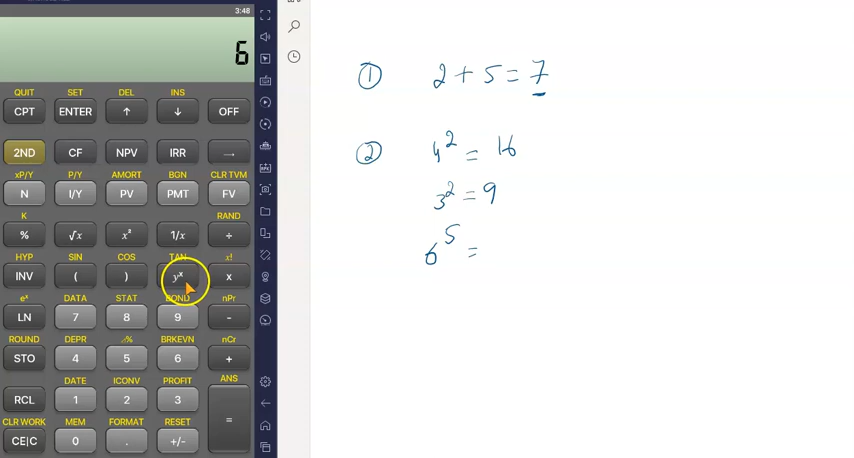 3:48
6
QUIT SET DEL INS
CPT ENTER ↑ ↓ OFF
2ND CF NPV IRR →
xP/Y P/Y AMORT BGN CLR TVM
N I/Y PV PMT FV
K RAND
% √x x² 1/x ÷
HYP SIN COS TAN x!
INV ( ) yˣ x
eˣ DATA STAT BOND nPr
LN 7 8 9 -
ROUND DEPR Δ% BRKEVN nCr
STO 4 5 6 +
DATE ICONV PROFIT ANS
RCL 1 2 3 =
CLR WORK MEM FORMAT RESET
CE|C 0 . +/-
① 2 + 5 = 7
② 4² = 16
3² = 9
6⁵ =